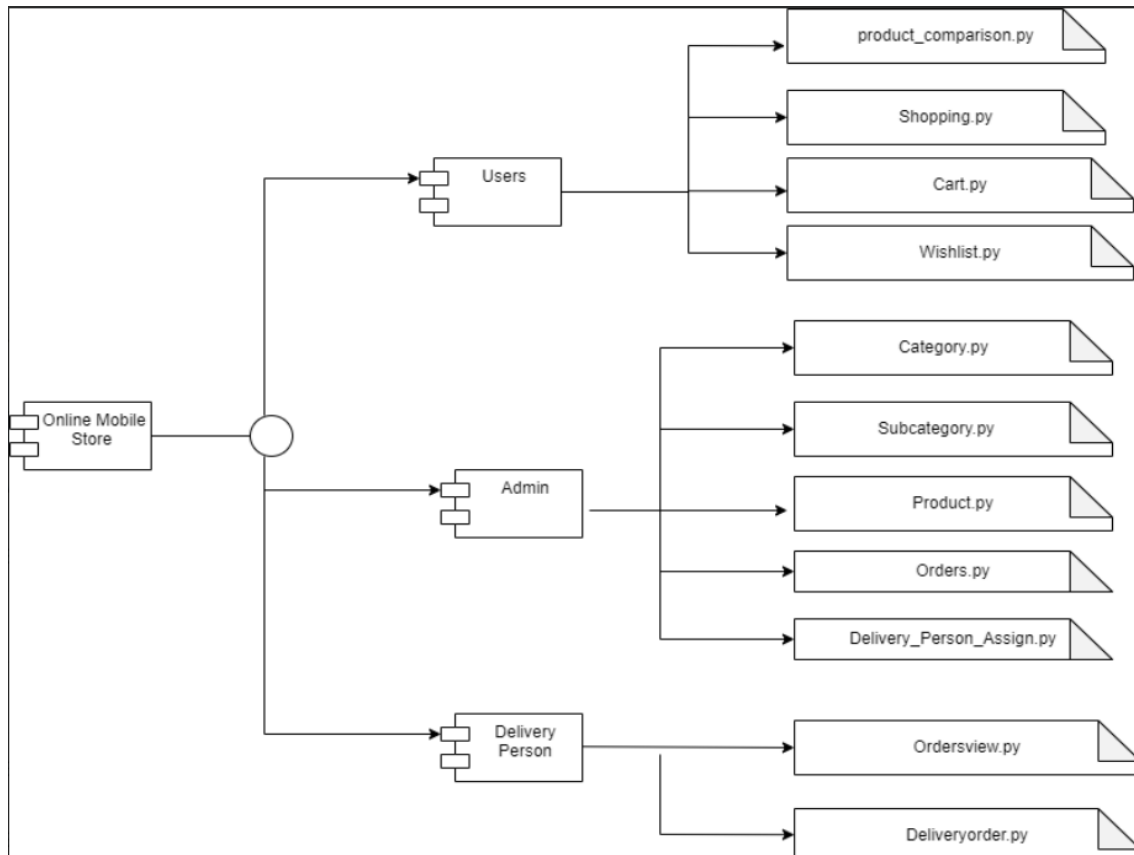 product_comparison.py
Shopping.py
Users
Cart.py
Wishlist.py
Category.py
Online Mobile
Store
Subcategory.py
Admin
Product.py
Orders.py
Delivery_Person_Assign.py
Delivery
Person
Ordersview.py
Deliveryorder.py